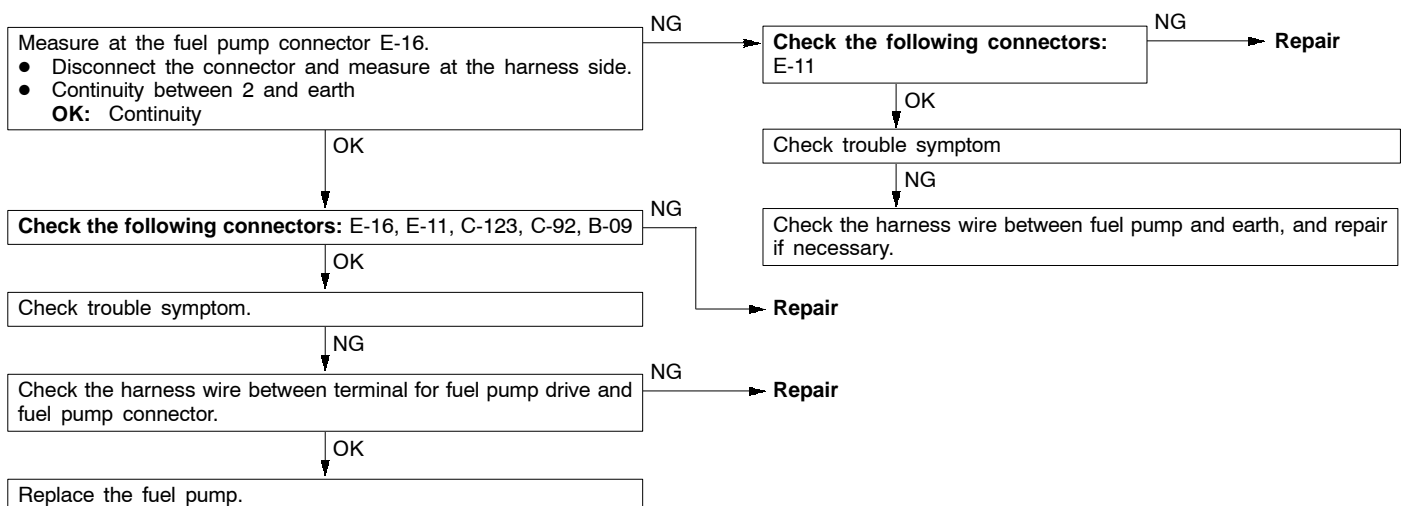 Measure at the fuel pump connector E-16.
● Disconnect the connector and measure at the harness side.
● Continuity between 2 and earth
OK: Continuity
NG
Check the following connectors:
E-11
NG
Repair
OK
Check trouble symptom
NG
Check the harness wire between fuel pump and earth, and repair
if necessary.
OK
Check the following connectors: E-16, E-11, C-123, C-92, B-09
NG
Repair
OK
Check trouble symptom.
NG
Check the harness wire between terminal for fuel pump drive and
fuel pump connector.
NG
Repair
OK
Replace the fuel pump.